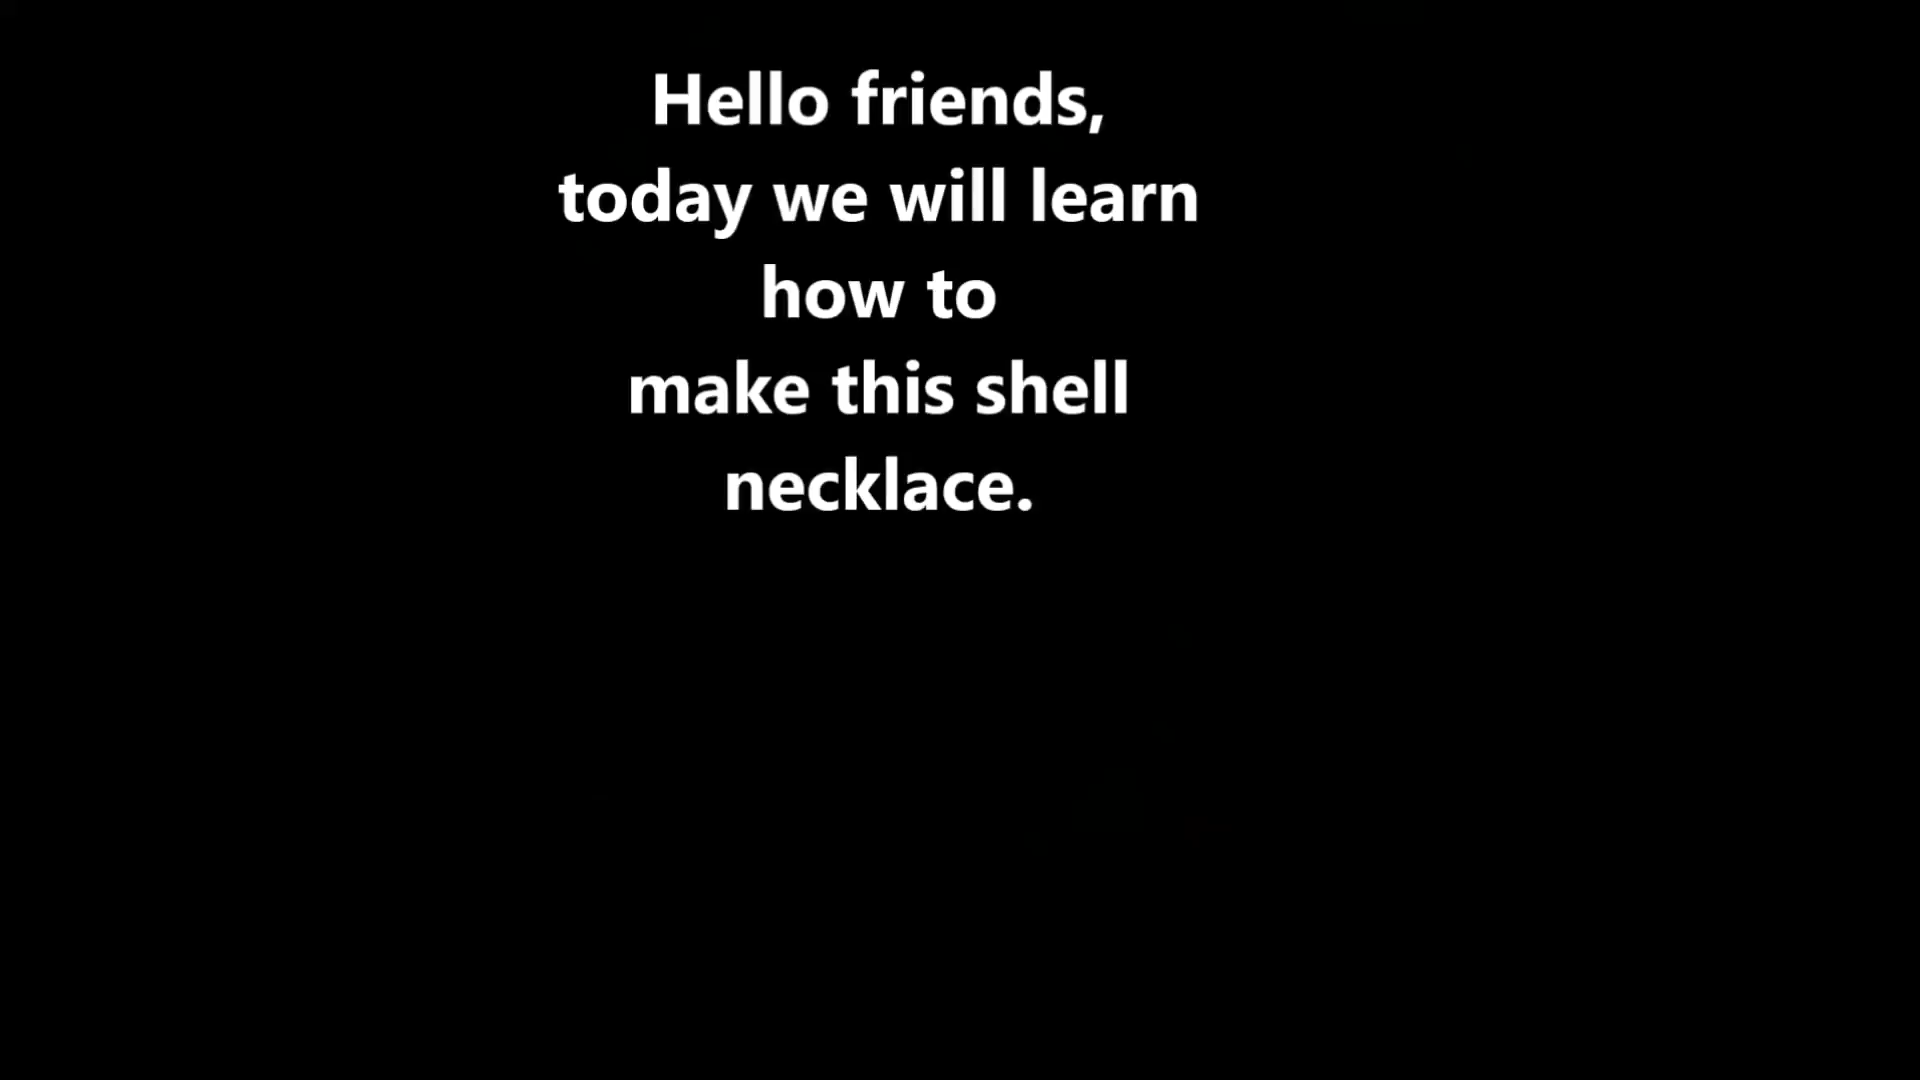 Hello friends,
today we will learn
how to
make this shell
necklace.